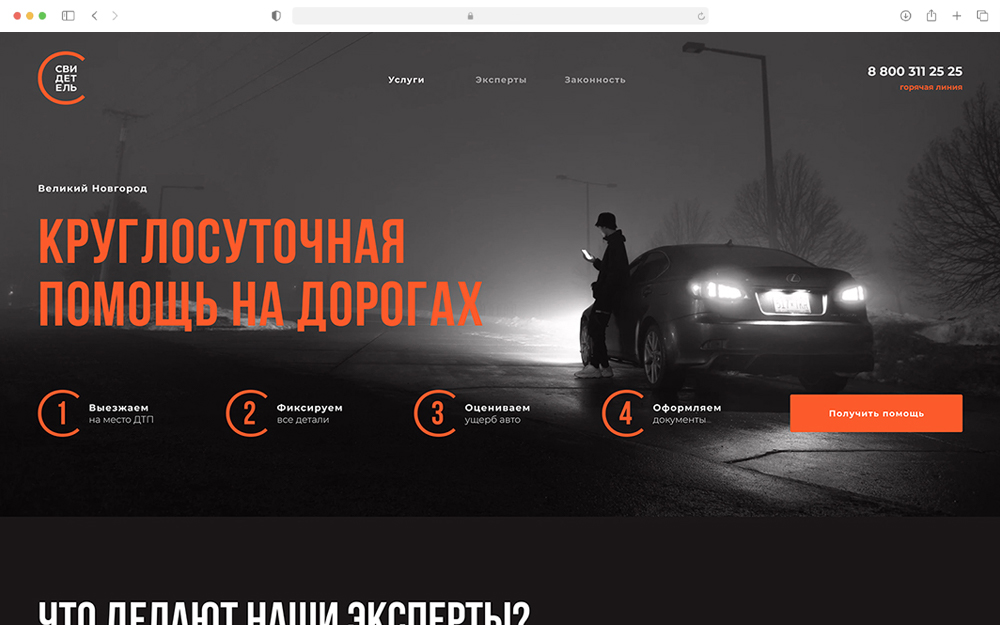 СВИ
ДЕТ
ЕЛЬ
Услуги
Эксперты
Законность
8 800 311 25 25
горячая линия
Великий Новгород
КРУГЛОСУТОЧНАЯ
ПОМОЩЬ НА ДОРОГАХ
1
Выезжаем
на место ДТП
2
Фиксируем
все детали
3
Оцениваем
ущерб авто
4
Оформляем
документы...
Получить помощь
ЧТО ДЕЛАЮТ НАШИ ЭКСПЕРТЫ?